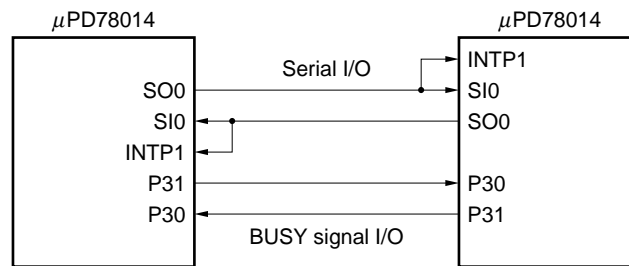 μPD78014
μPD78014
INTP1
Serial I/O
SO0
SI0
SI0
SO0
INTP1
P31
P30
P30
P31
BUSY signal I/O